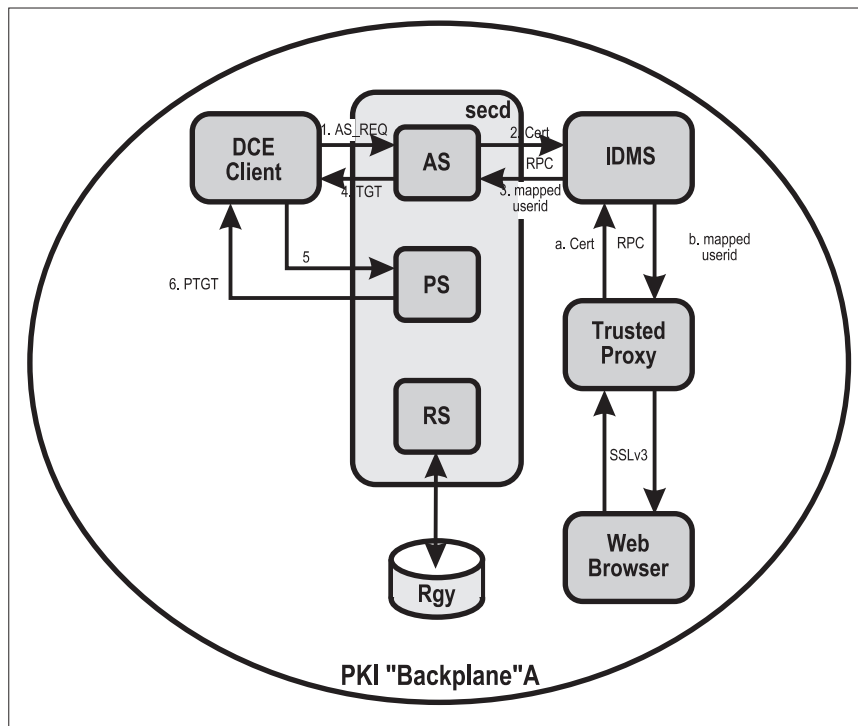 secd
1. AS_REQ
2. Cert
DCE
Client
AS
RPC
IDMS
4. TGT
3. mapped
userid
a. Cert
RPC
b. mapped
userid
5
6. PTGT
PS
Trusted
Proxy
RS
SSLv3
Web
Browser
Rgy
PKI "Backplane"A